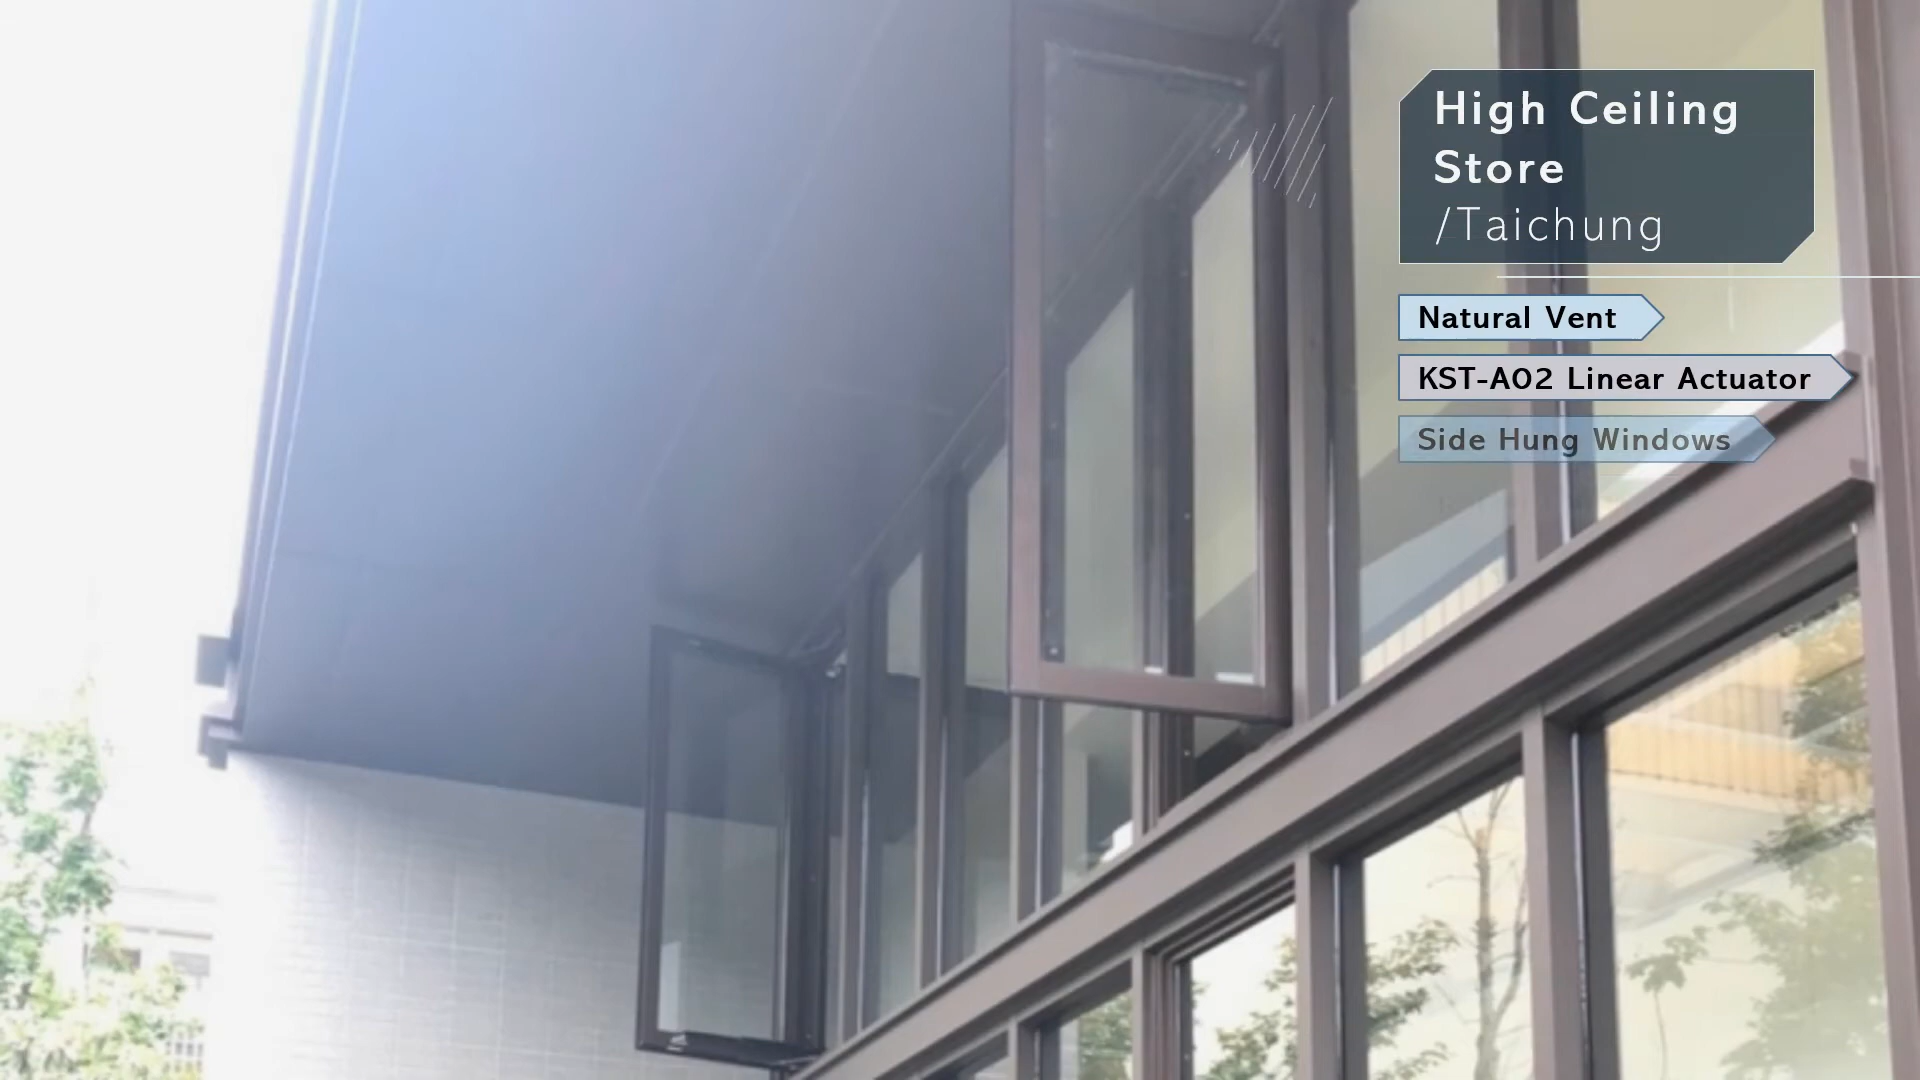 High Ceiling
Store
/Taichung
Natural Vent
KST-A02 Linear Actuator
Side Hung Windows